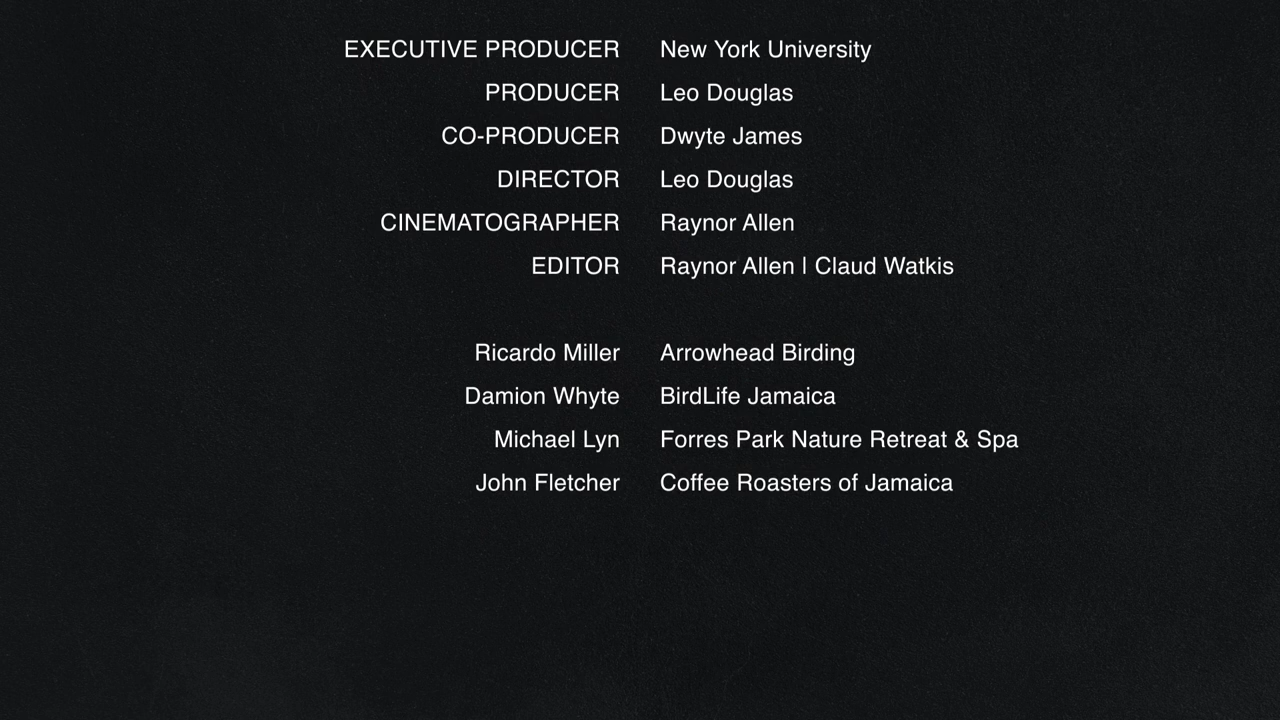 EXECUTIVE PRODUCER New York University
PRODUCER Leo Douglas
CO-PRODUCER Dwyte James
DIRECTOR Leo Douglas
CINEMATOGRAPHER Raynor Allen
EDITOR Raynor Allen | Claud Watkis
Ricardo Miller Arrowhead Birding
Damion Whyte BirdLife Jamaica
Michael Lyn Forres Park Nature Retreat & Spa
John Fletcher Coffee Roasters of Jamaica